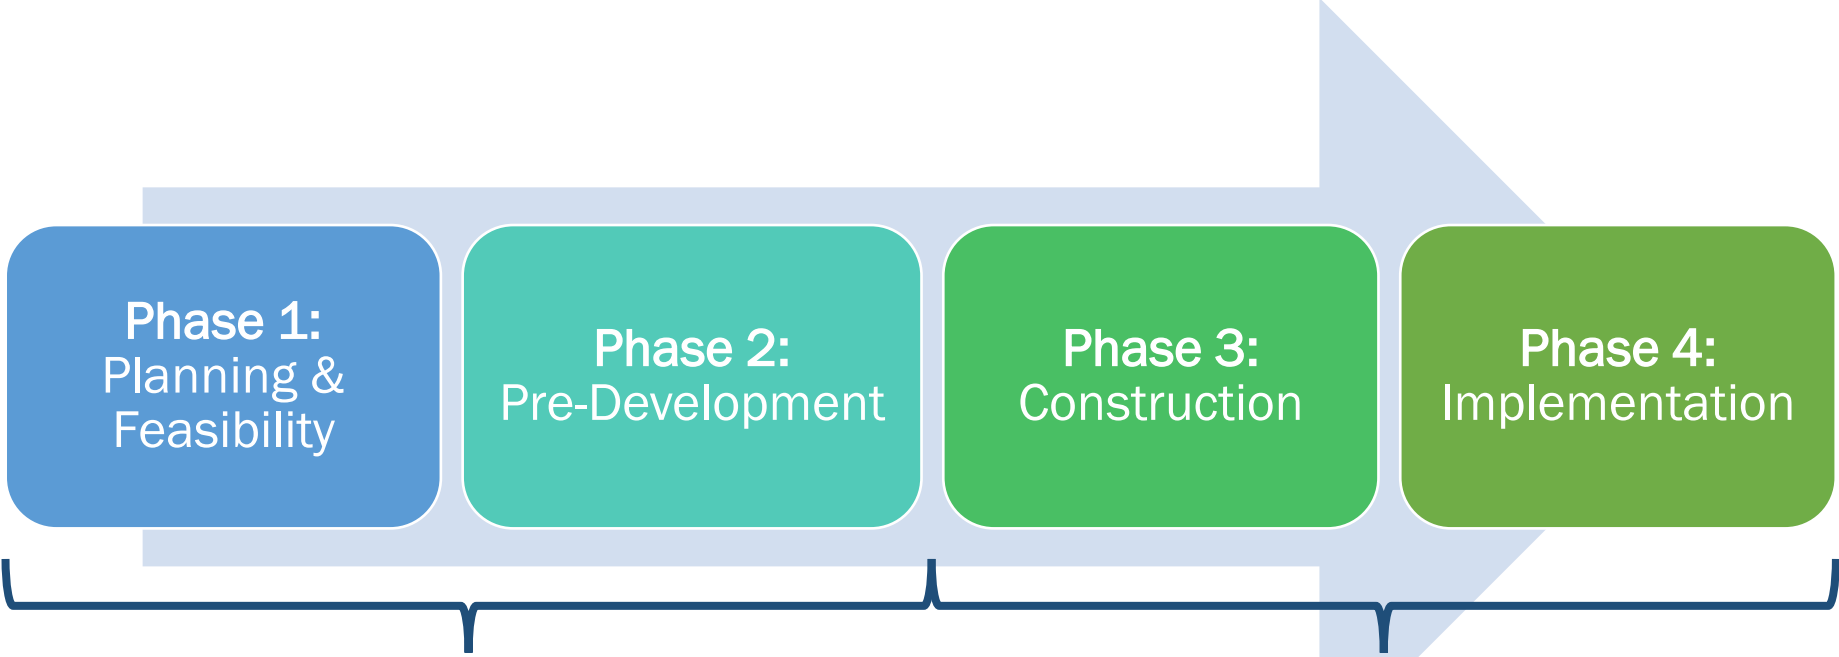 Phase 1:
Planning &
Feasibility
Phase 2:
Pre-Development
Phase 3:
Construction
Phase 4:
Implementation